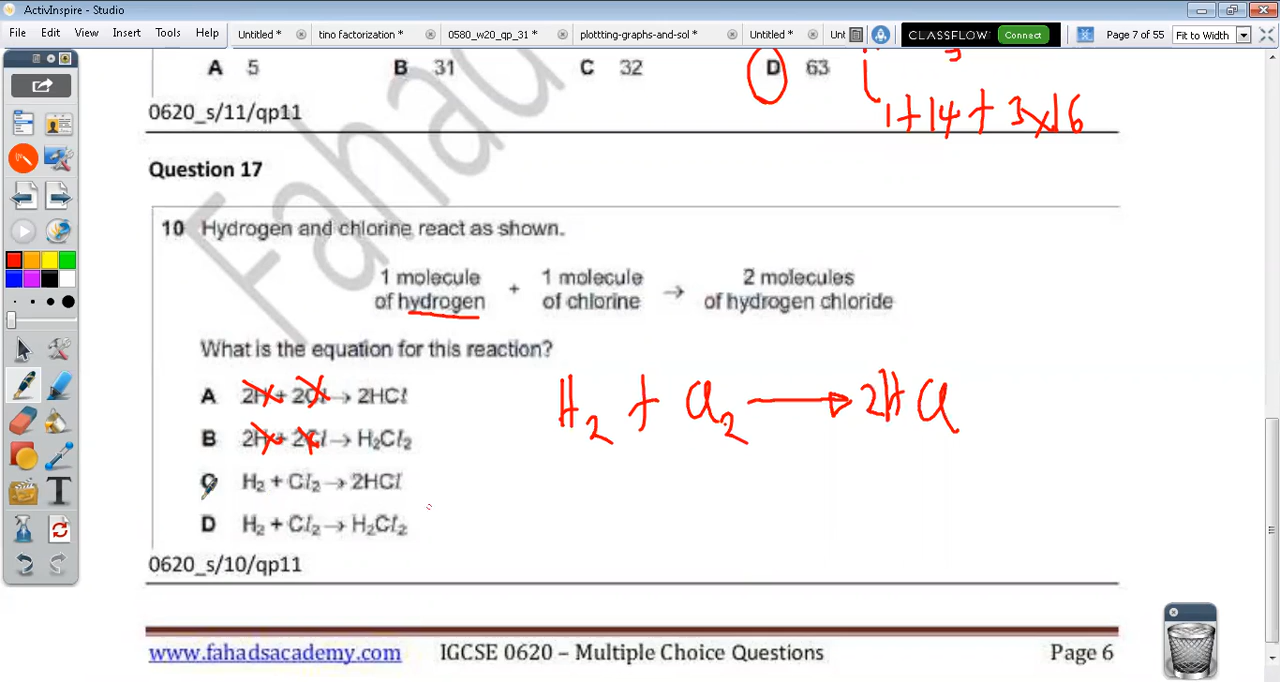 ActivInspire - Studio
File Edit View Insert Tools Help Untitled * tino factorization * 0580_w20_qp_31 * plottting-graphs-and-sol * Untitled * Unt CLASSFLOW Connect Page 7 of 55 Fit to Width
A 5 B 31 C 32 D 63
1+14+3x16
0620_s/11/qp11
Question 17
10 Hydrogen and chlorine react as shown.
1 molecule of hydrogen + 1 molecule of chlorine → 2 molecules of hydrogen chloride
What is the equation for this reaction?
A 2H + 2Cl → 2HCl
B 2H + 2Cl → H₂Cl₂
C H₂ + Cl₂ → 2HCl
D H₂ + Cl₂ → H₂Cl₂
H₂ + Cl₂ → 2HCl
0620_s/10/qp11
www.fahadsacademy.com IGCSE 0620 – Multiple Choice Questions Page 6
Fahad